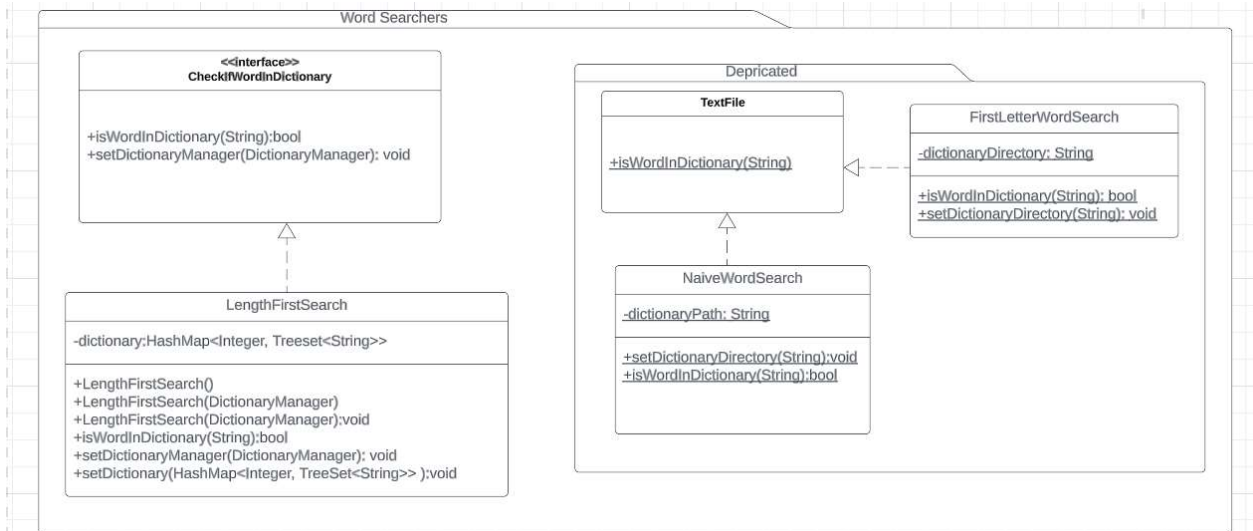 Word Searchers
<<interface>>
CheckIfWordInDictionary
+isWordInDictionary(String):bool
+setDictionaryManager(DictionaryManager): void
LengthFirstSearch
-dictionary:HashMap<Integer, Treeset<String>>
+LengthFirstSearch()
+LengthFirstSearch(DictionaryManager)
+LengthFirstSearch(DictionaryManager):void
+isWordInDictionary(String):bool
+setDictionaryManager(DictionaryManager): void
+setDictionary(HashMap<Integer, TreeSet<String>> ):void
Depricated
TextFile
+isWordInDictionary(String)
FirstLetterWordSearch
-dictionaryDirectory: String
+isWordInDictionary(String): bool
+setDictionaryDirectory(String): void
NaiveWordSearch
-dictionaryPath: String
+setDictionaryDirectory(String):void
+isWordInDictionary(String):bool